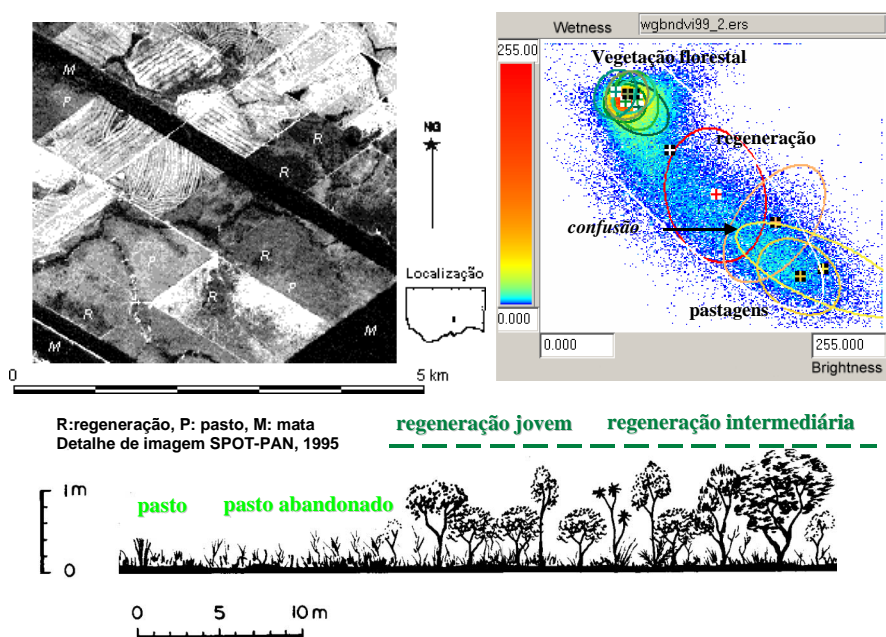 M
P
R
R
P
R
R
M
M
NG
Localização
0
5 km
Wetness
wgbndvi99_2.ers
255.00
0.000
Vegetação florestal
regeneração
confusão
pastagens
0.000
255.000
Brightness
R:regeneração, P: pasto, M: mata
Detalhe de imagem SPOT-PAN, 1995
regeneração jovem
regeneração intermediária
1m
0
pasto
pasto abandonado
0
5
10 m